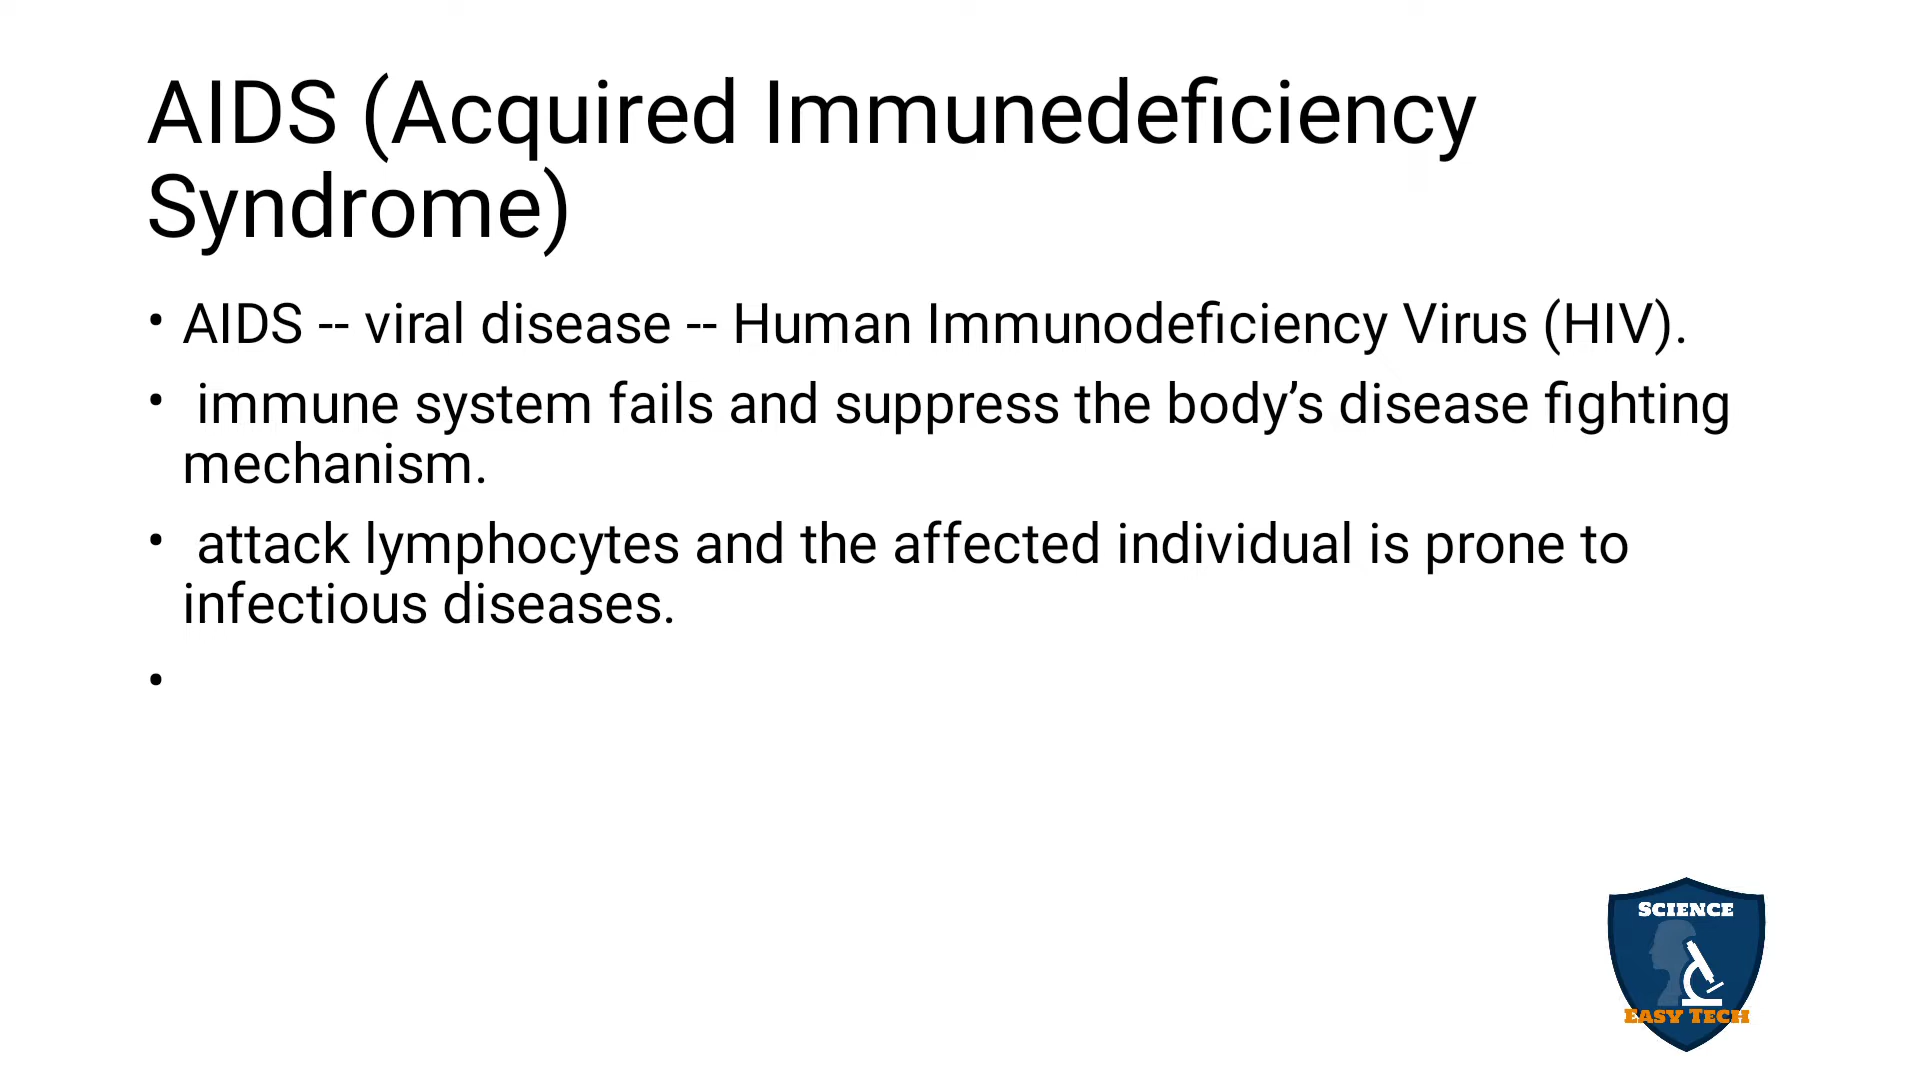 AIDS (Acquired Immunedeficiency
Syndrome)
• AIDS -- viral disease -- Human Immunodeficiency Virus (HIV).
• immune system fails and suppress the body’s disease fighting
mechanism.
• attack lymphocytes and the affected individual is prone to
infectious diseases.
•
SCIENCE
EASY TECH